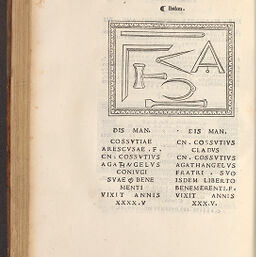 ¶ Ibidem.
DIS MAN.
COSSVTIAE
ARESCVSAE . F.
CN . COSSVTIVS
AGATHANGELVS
CONIVGI
SVAE & BENE
MENTI
VIXIT ANNIS
XXXX.V
DIS MAN.
CN. COSSVTIVS
CLADVS
CN. COSSVTIVS
AGATHANGELVS
FRATRI . SVO
ISDEM LIBERTO
BENEMERENTI.F.
VIXIT ANNIS
XXX.V.